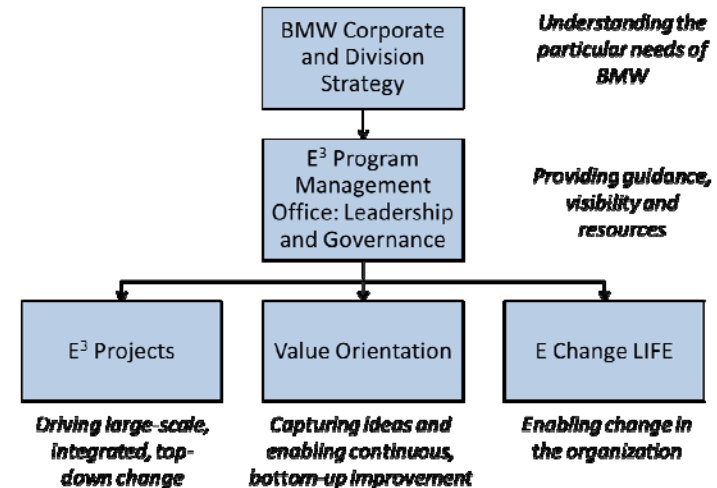 BMW Corporate
and Division
Strategy
Understanding the
particular needs of
BMW
E³ Program
Management
Office: Leadership
and Governance
Providing guidance,
visibility and
resources
E³ Projects
Value Orientation
E Change LIFE
Driving large-scale,
integrated, top-
down change
Capturing ideas and
enabling continuous,
bottom-up improvement
Enabling change in
the organization